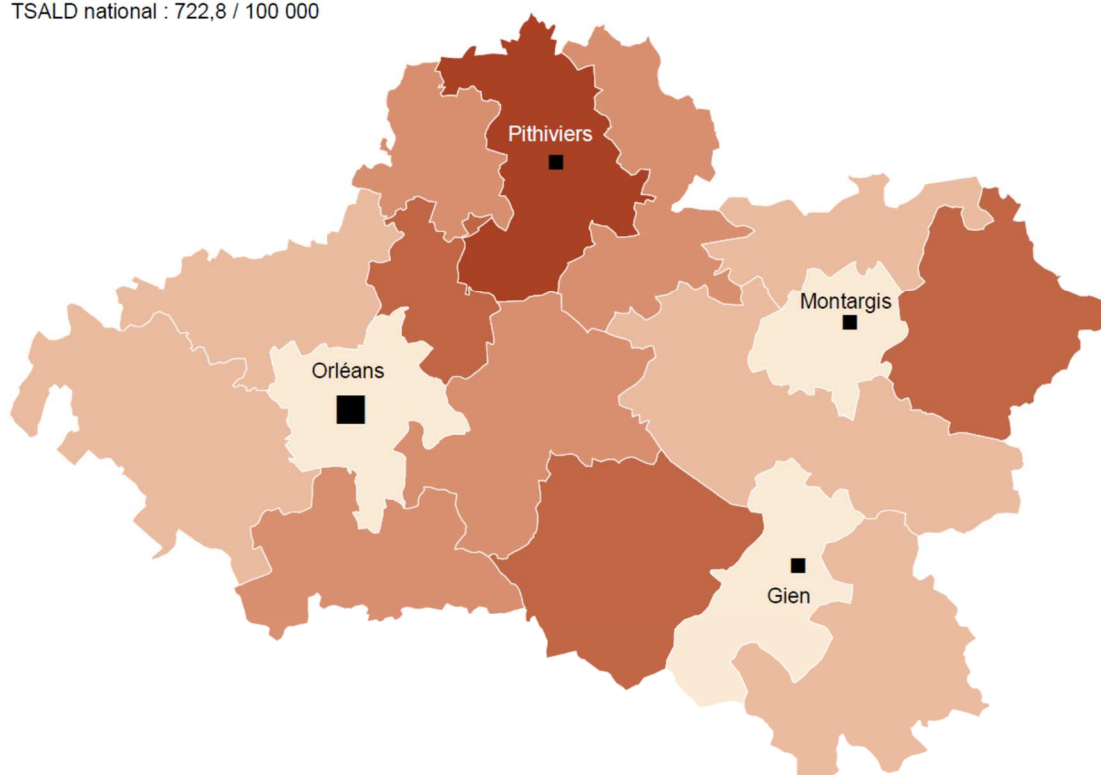 TSALD national : 722,8 / 100 000
Pithiviers
Montargis
Orléans
Gien